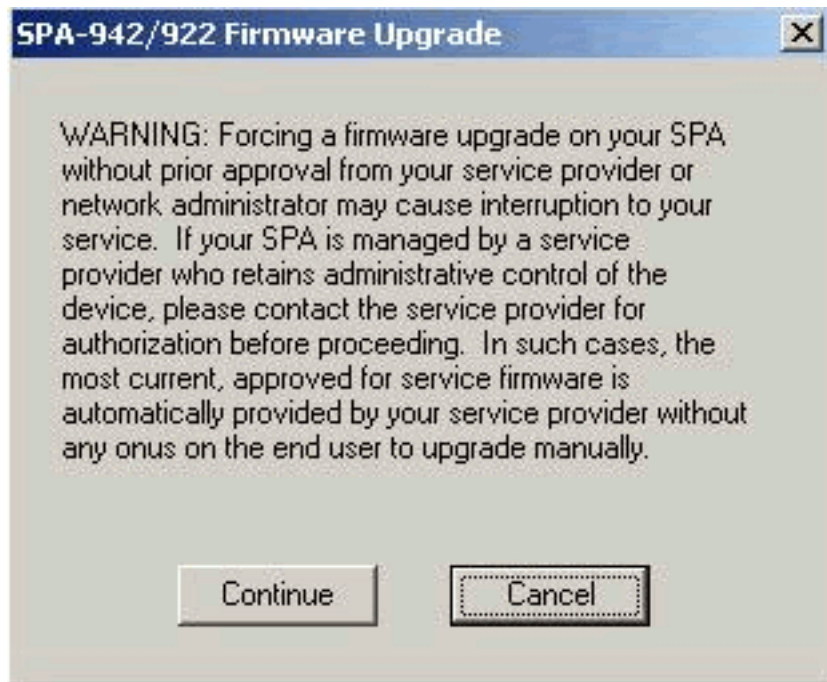 SPA-942/922 Firmware Upgrade
WARNING: Forcing a firmware upgrade on your SPA
without prior approval from your service provider or
network administrator may cause interruption to your
service.  If your SPA is managed by a service
provider who retains administrative control of the
device, please contact the service provider for
authorization before proceeding.  In such cases, the
most current, approved for service firmware is
automatically provided by your service provider without
any onus on the end user to upgrade manually.
Continue
Cancel